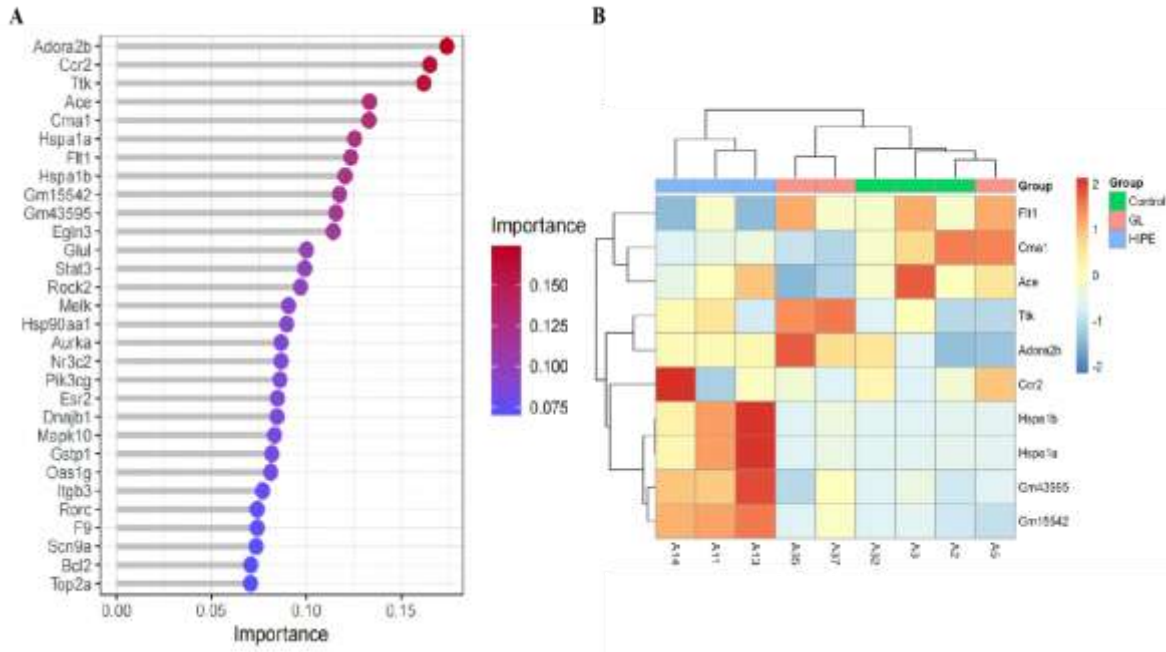 A
Adora2b
Ccr2
Ttk
Ace
Cma1
Hspa1a
Flt1
Hspa1b
Gm15542
Gm43595
Egln3
Glul
Stat3
Rock2
Melk
Hsp90aa1
Aurka
Nr3c2
Pik3cg
Esr2
Dnajb1
Mapk10
Gstp1
Oas1g
Itgb3
Rorc
F9
Scn9a
Bcl2
Top2a
0.00 0.05 0.10 0.15
Importance
Importance
0.150
0.125
0.100
0.075
B
Group
Flt1
Cma1
Ace
Ttk
Adora2b
Ccr2
Hspa1b
Hspa1a
Gm43595
Gm15542
A14 A11 A13 A35 A37 A32 A3 A2 A5
2
1
0
-1
-2
Group
Control
GL
HIPE